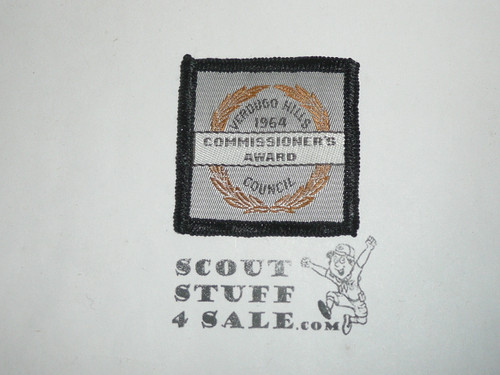 VERDUGO HILLS
1964
COMMISSIONER'S
AWARD
COUNCIL
SCOUT
STUFF
4 SALE.COM